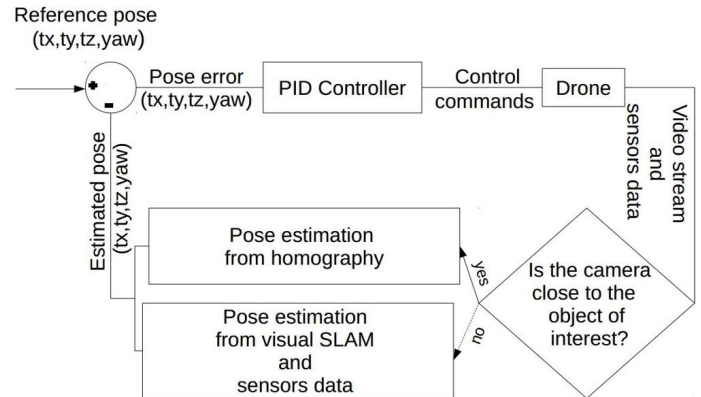 Reference pose
(tx,ty,tz,yaw)
+
-
Pose error
(tx,ty,tz,yaw)
PID Controller
Control
commands
Drone
Video stream
and
sensors data
Estimated pose
(tx,ty,tz,yaw)
Pose estimation
from homography
yes
Is the camera
close to the
object of
interest?
no
Pose estimation
from visual SLAM
and
sensors data